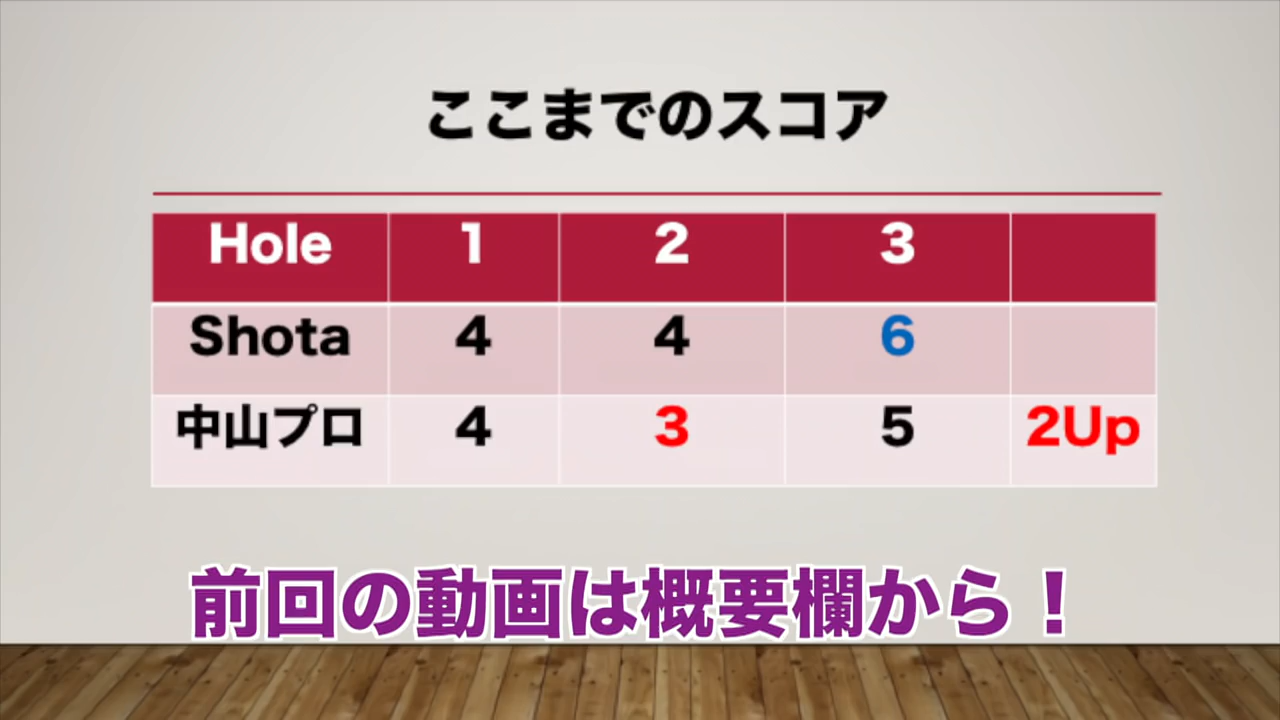 ここまでのスコア
Hole 1 2 3
Shota 4 4 6
中山プロ 4 3 5 2Up
前回の動画は概要欄から！